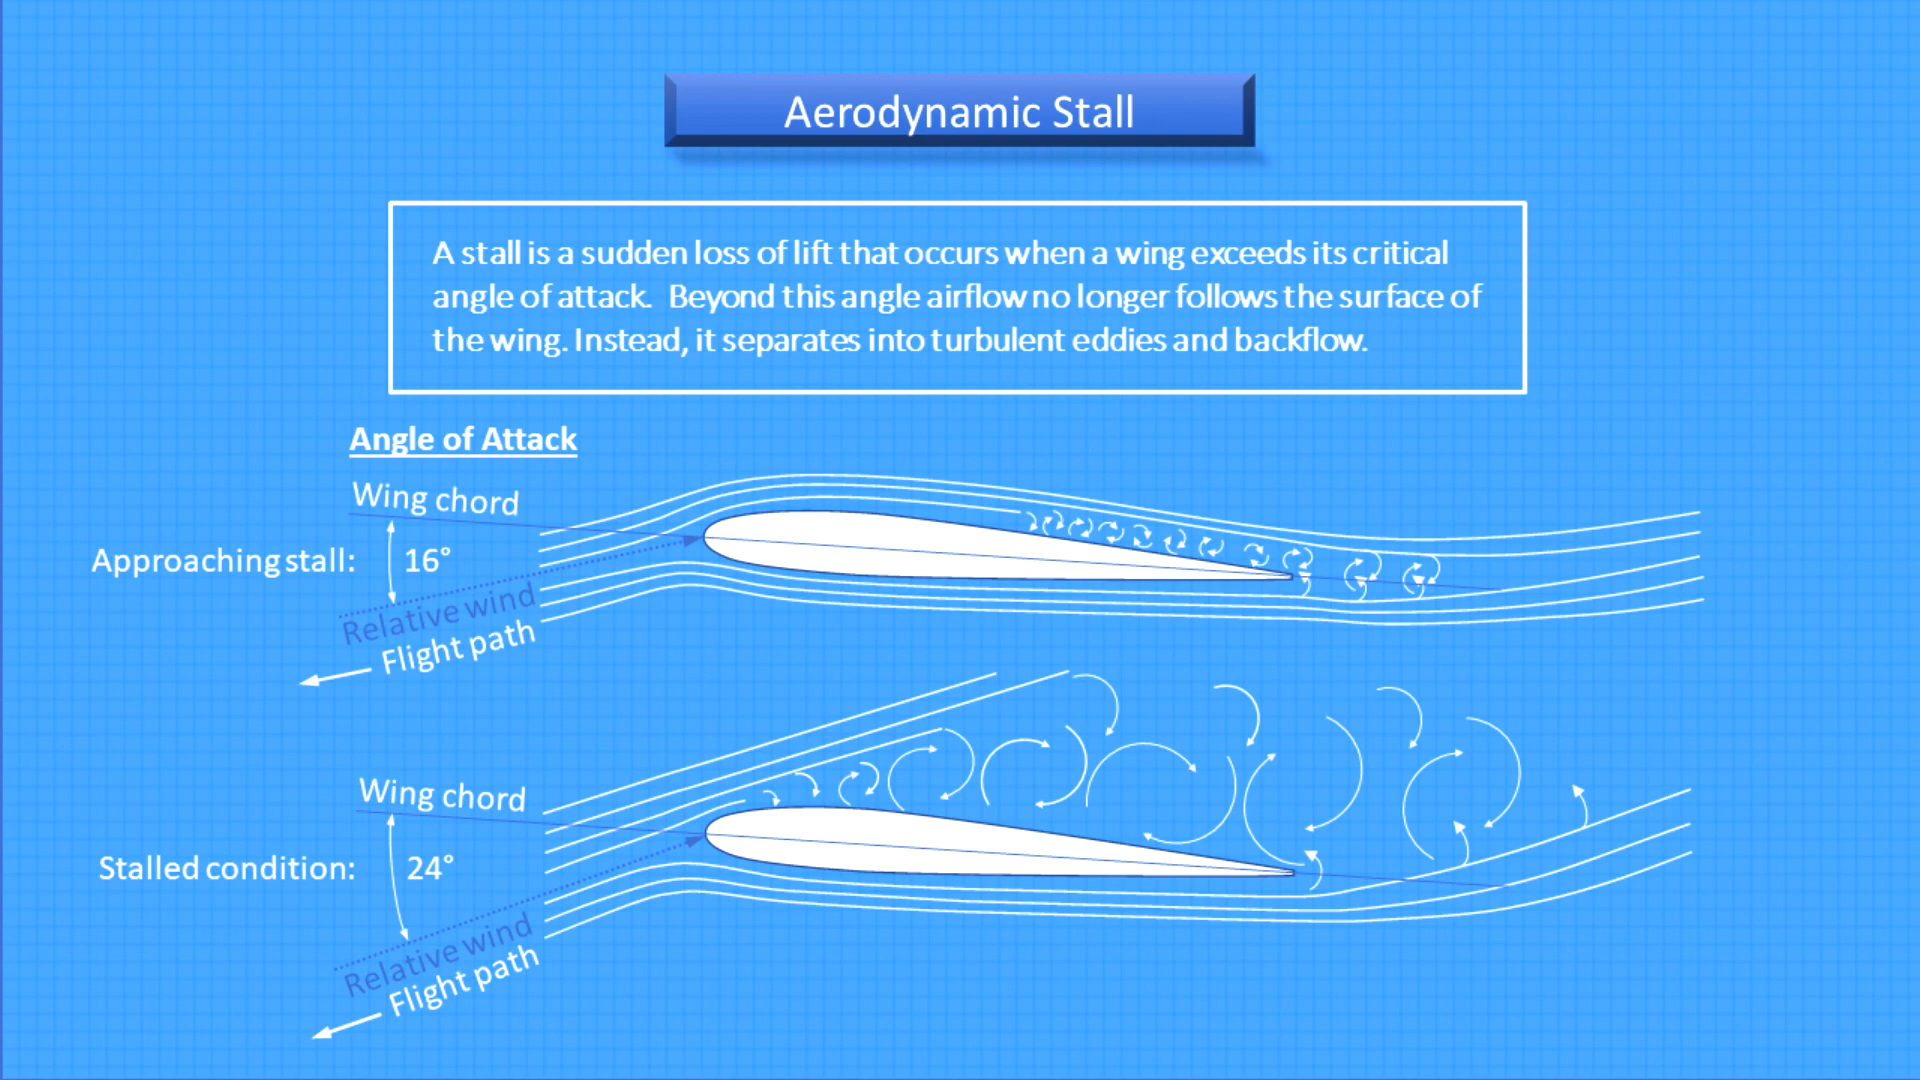 Aerodynamic Stall
A stall is a sudden loss of lift that occurs when a wing exceeds its critical
angle of attack. Beyond this angle airflow no longer follows the surface of
the wing. Instead, it separates into turbulent eddies and backflow.
Angle of Attack
Wing chord
Approaching stall: 16°
Relative wind
Flight path
Wing chord
Stalled condition: 24°
Relative wind
Flight path